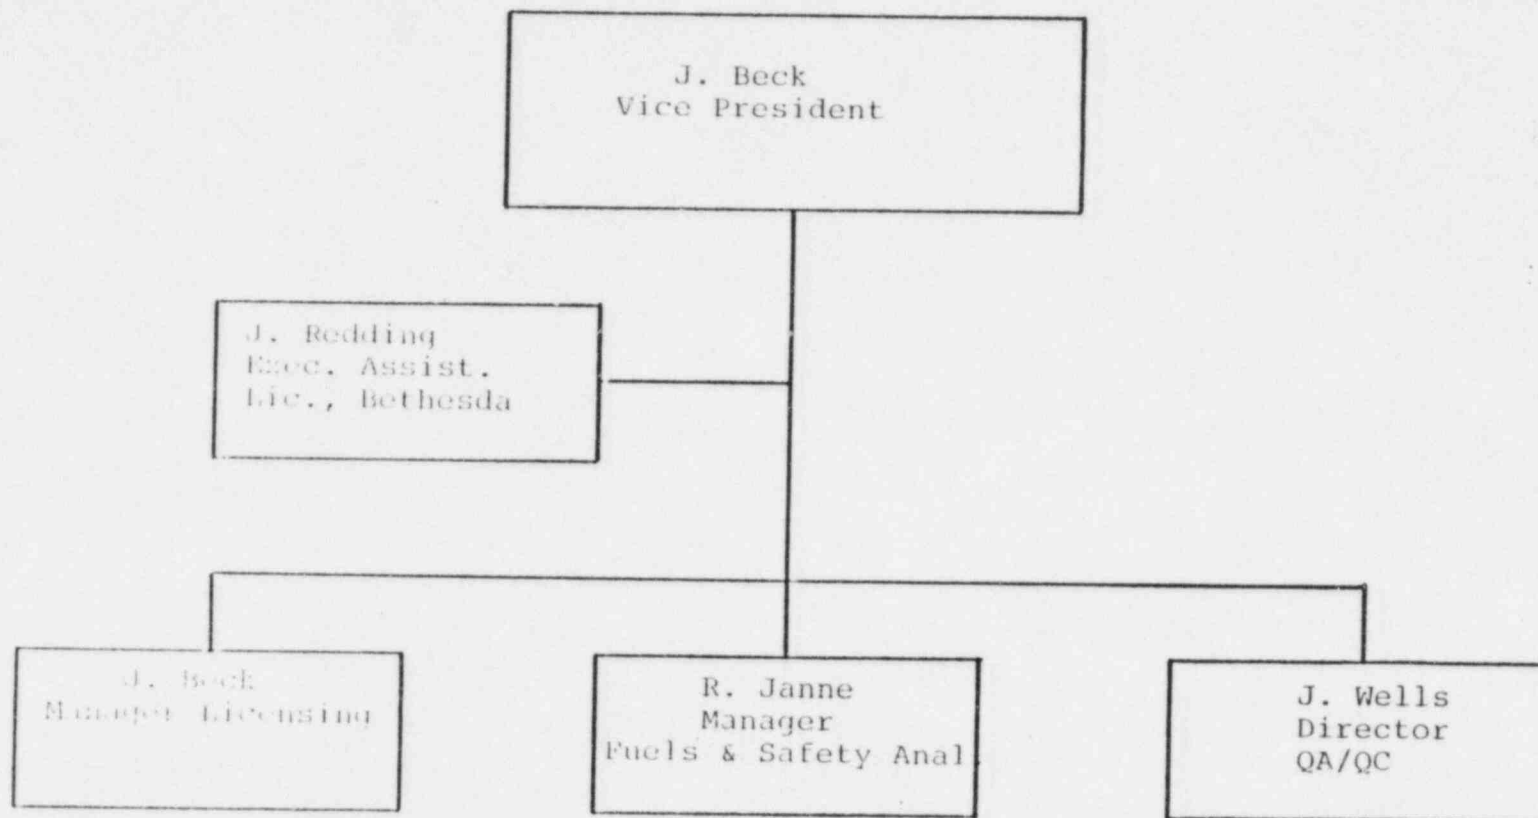 J. Beck
Vice President
J. Redding
Exec. Assist.
Lic., Bethesda
J. Beck
Manager Licensing
R. Janne
Manager
Fuels & Safety Anal.
J. Wells
Director
QA/QC